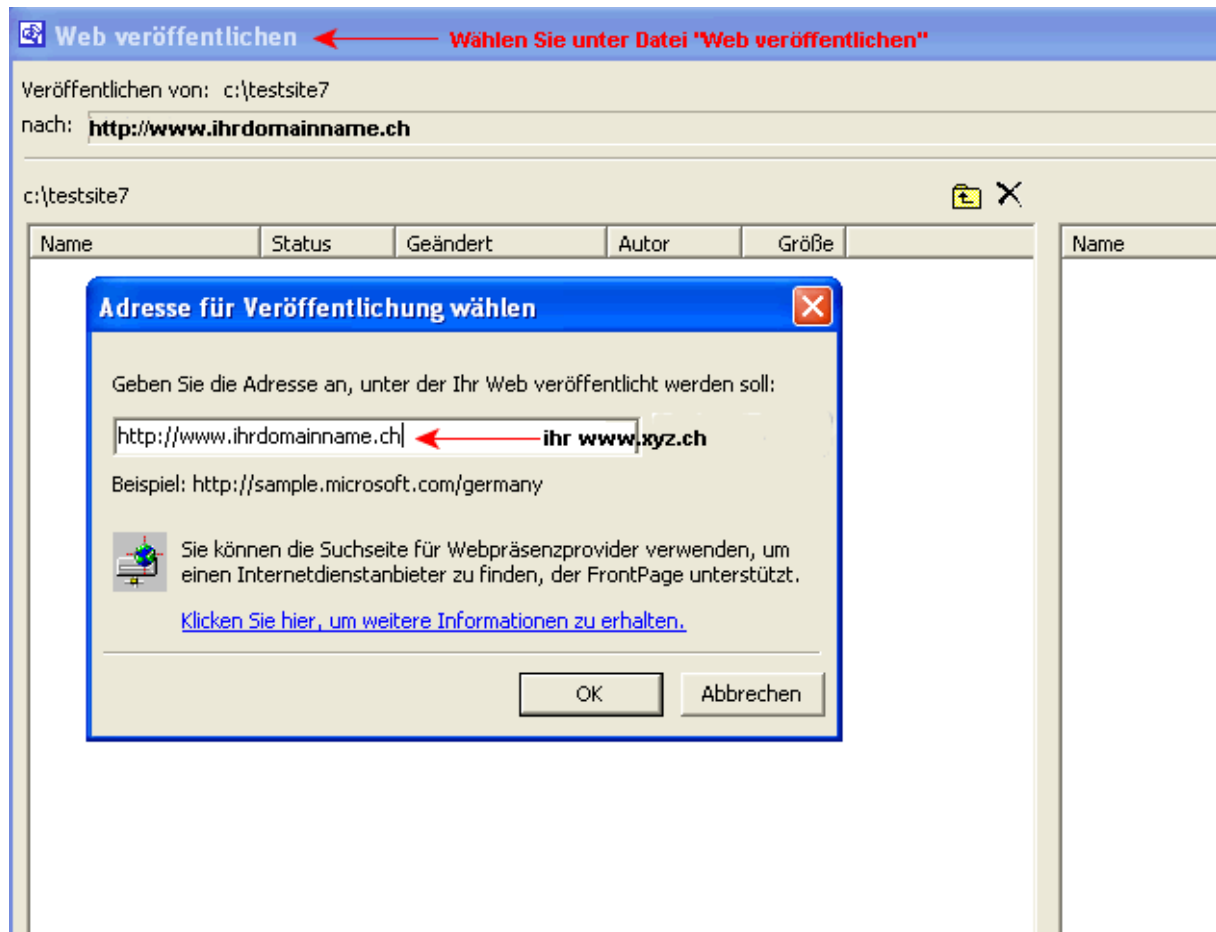 Web veröffentlichen Wählen Sie unter Datei "Web veröffentlichen"
Veröffentlichen von: c:\testsite7
nach: http://www.ihrdomainname.ch
c:\testsite7
Name Status Geändert Autor Größe Name
Adresse für Veröffentlichung wählen
Geben Sie die Adresse an, unter der Ihr Web veröffentlicht werden soll:
http://www.ihrdomainname.ch ihr www.xyz.ch
Beispiel: http://sample.microsoft.com/germany
Sie können die Suchseite für Webpräsenzprovider verwenden, um
einen Internetdienstanbieter zu finden, der FrontPage unterstützt.
Klicken Sie hier, um weitere Informationen zu erhalten.
OK Abbrechen